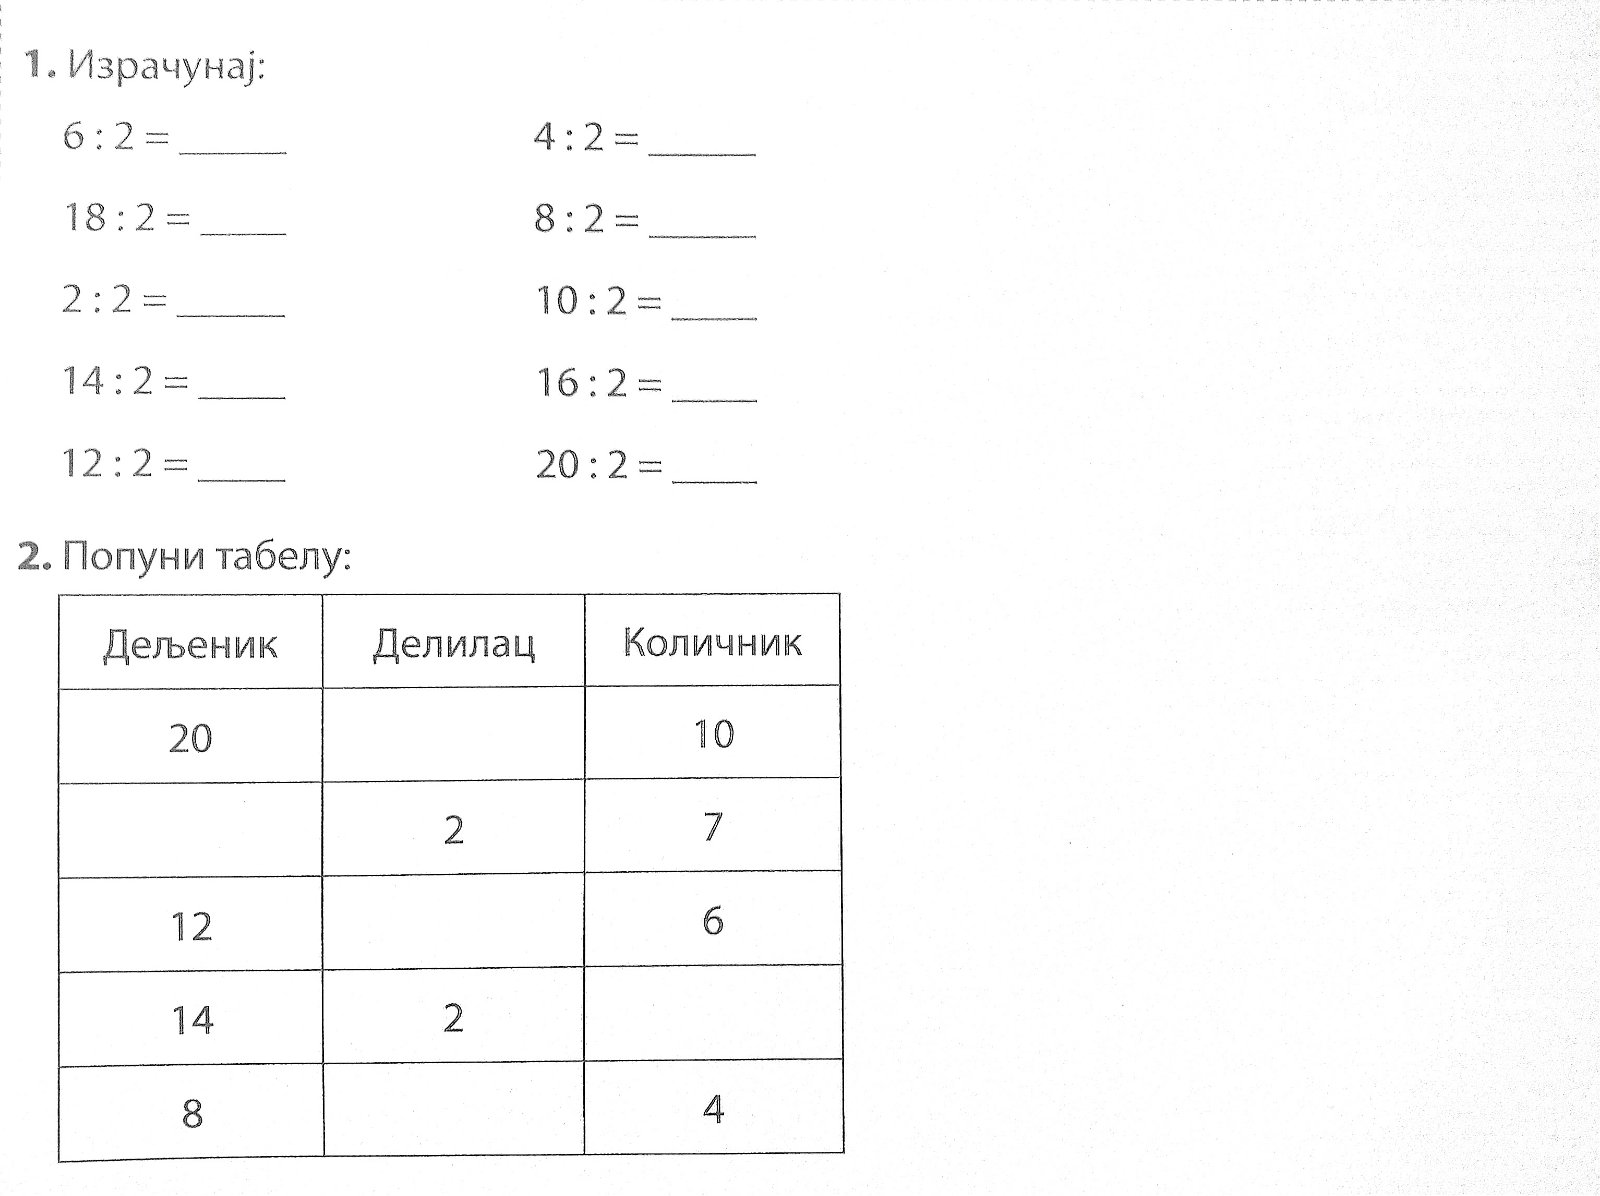 1. Израчунај:
6 : 2 = ______ 4 : 2 = ______
18 : 2 = _____ 8 : 2 = ______
2 : 2 = ______ 10 : 2 = _____
14 : 2 = _____ 16 : 2 = _____
12 : 2 = _____ 20 : 2 = _____
2. Попуни табелу:
Дељеник Делилац Количник
20 10
2 7
12 6
14 2
8 4